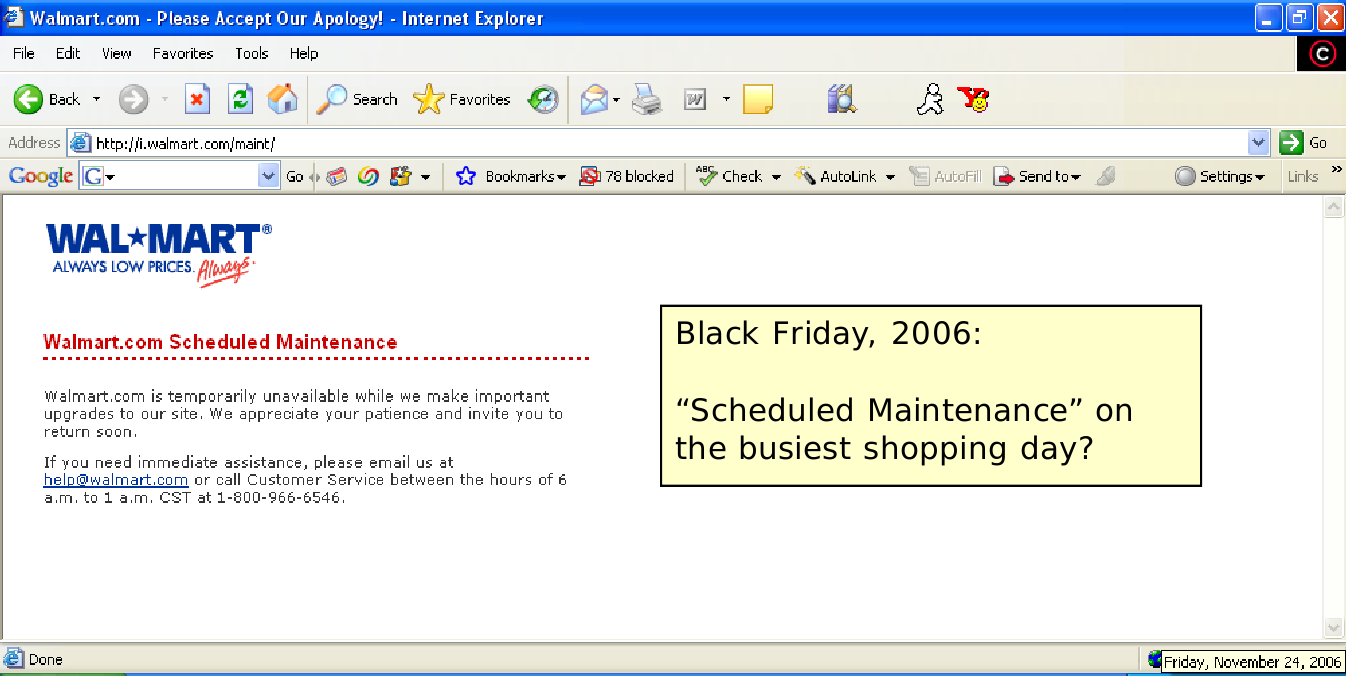 Walmart.com - Please Accept Our Apology! - Internet Explorer
File Edit View Favorites Tools Help
C
Back Search Favorites W Y!
Address http://i.walmart.com/maint/ Go
Google G Go Bookmarks 78 blocked ABC Check AutoLink AutoFill Send to Settings Links »
WAL★MART®
ALWAYS LOW PRICES. Always.
Walmart.com Scheduled Maintenance
Walmart.com is temporarily unavailable while we make important
upgrades to our site. We appreciate your patience and invite you to
return soon.
If you need immediate assistance, please email us at
help@walmart.com or call Customer Service between the hours of 6
a.m. to 1 a.m. CST at 1-800-966-6546.
Black Friday, 2006:
“Scheduled Maintenance” on
the busiest shopping day?
Done
Friday, November 24, 2006